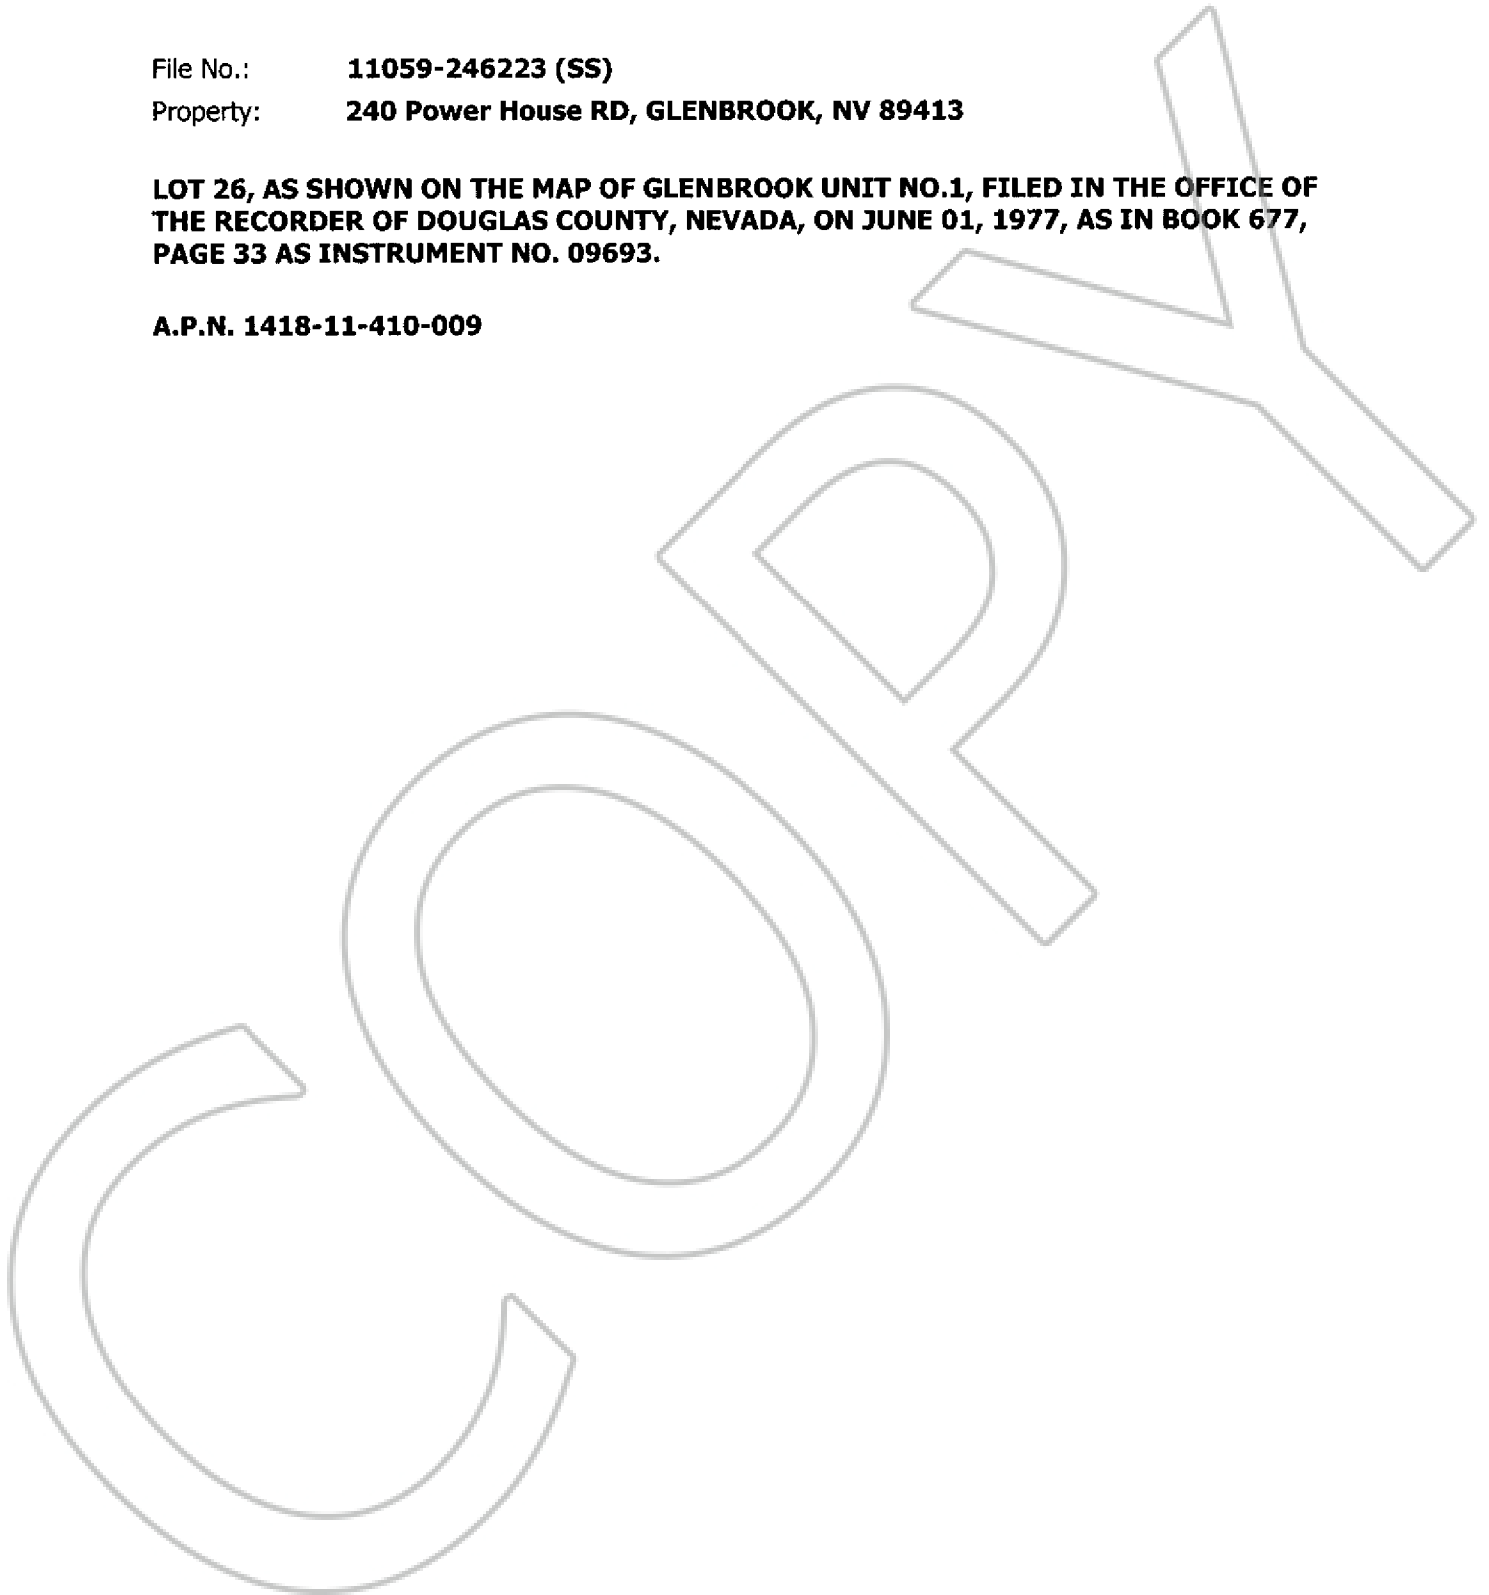 File No.: 11059-246223 (SS)
Property: 240 Power House RD, GLENBROOK, NV 89413
LOT 26, AS SHOWN ON THE MAP OF GLENBROOK UNIT NO.1, FILED IN THE OFFICE OF
THE RECORDER OF DOUGLAS COUNTY, NEVADA, ON JUNE 01, 1977, AS IN BOOK 677,
PAGE 33 AS INSTRUMENT NO. 09693.
A.P.N. 1418-11-410-009
COPY